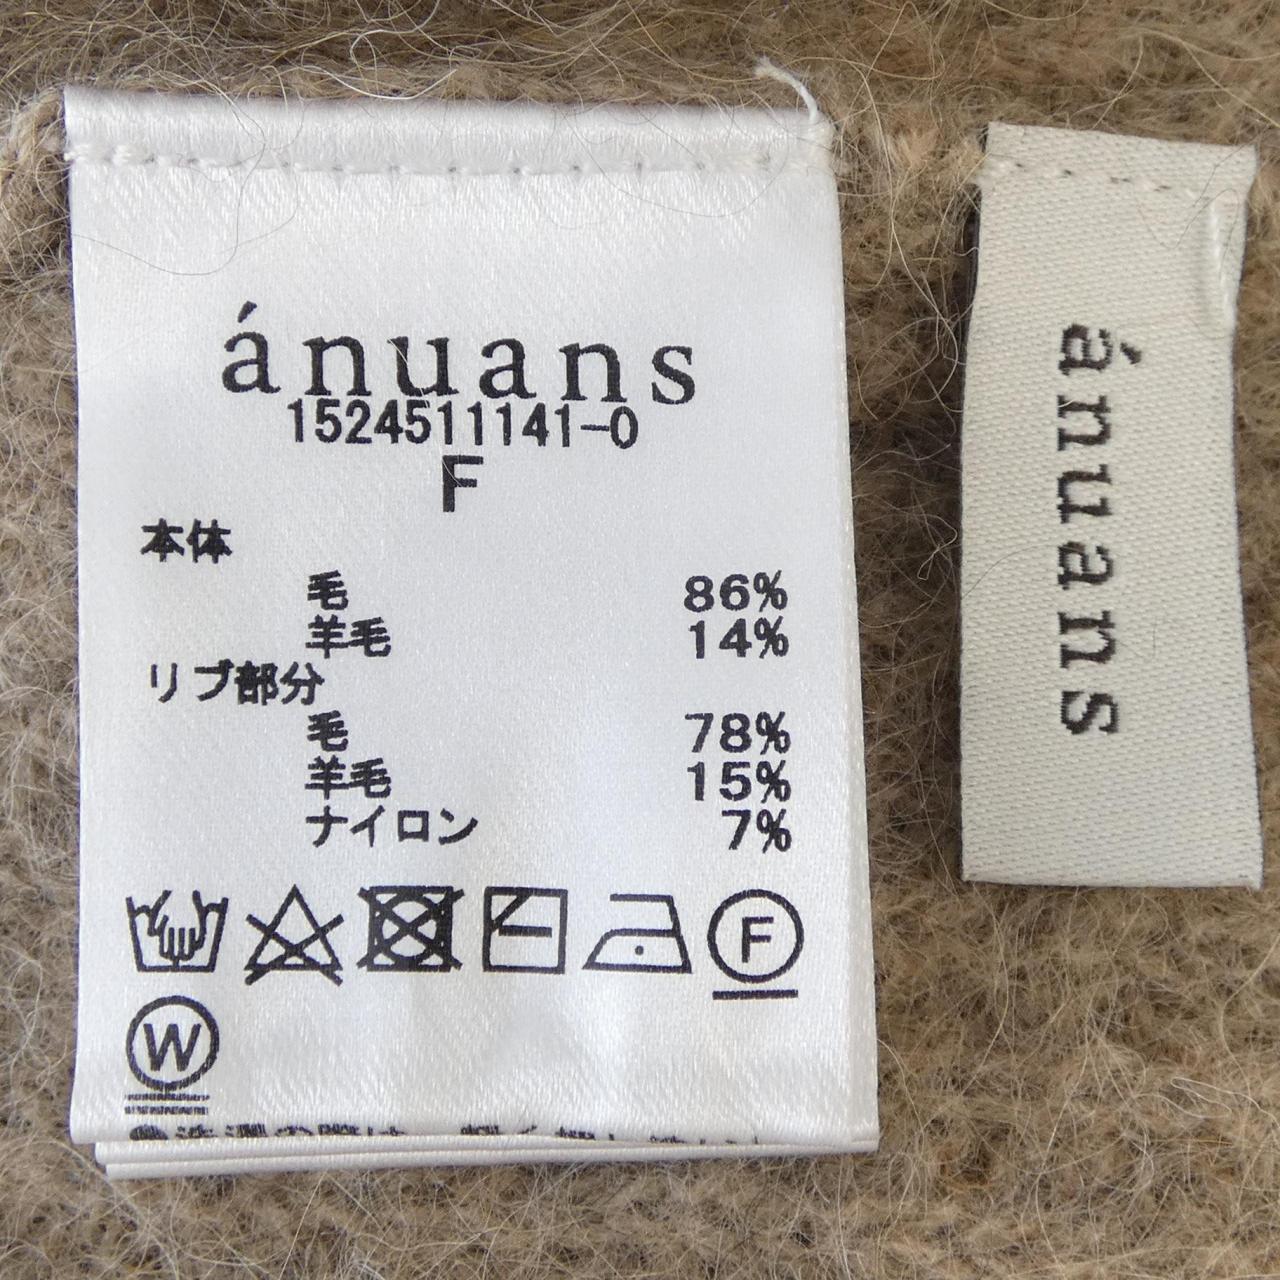 ánuans
1524511141-0
F
本体
毛 86%
羊毛 14%
リブ部分
毛 78%
羊毛 15%
ナイロン 7%
F
W
ánuans